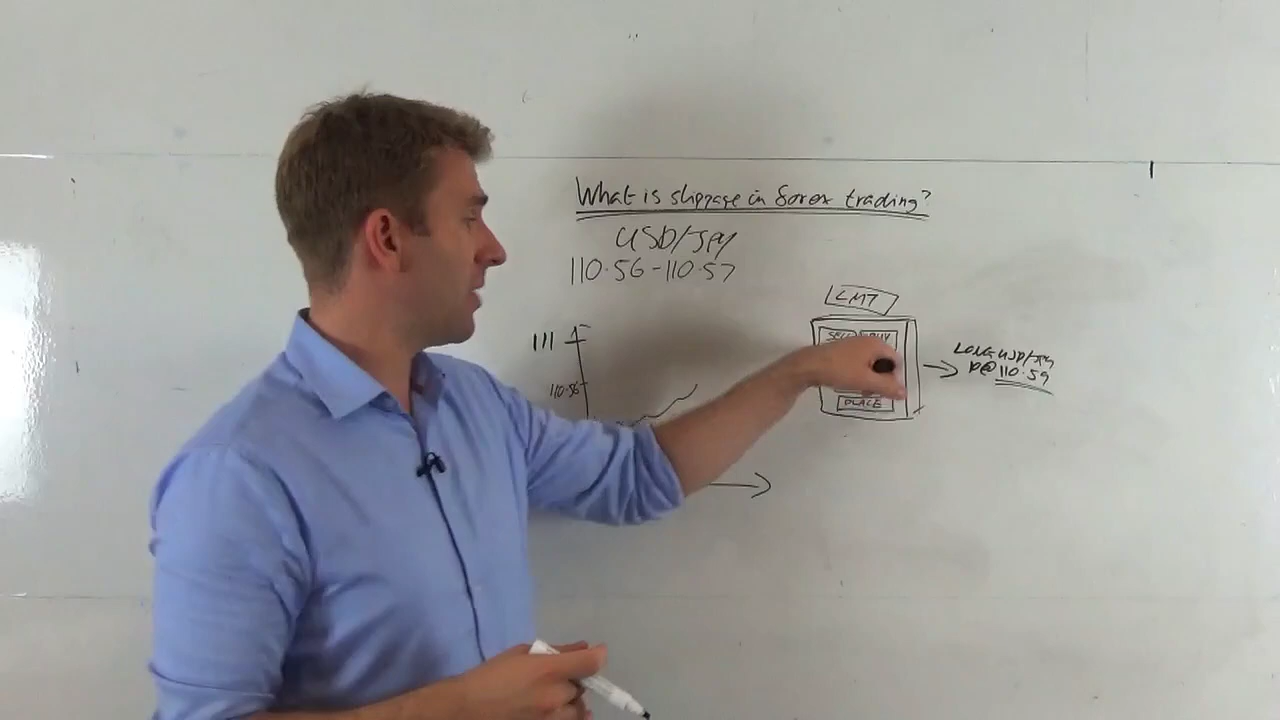 What is slippage in forex trading?
USD/JPY
110.56-110.57
LMT
111
SELL BUY
LONG USD/JPY
@ 110.59
110.56
PLACE